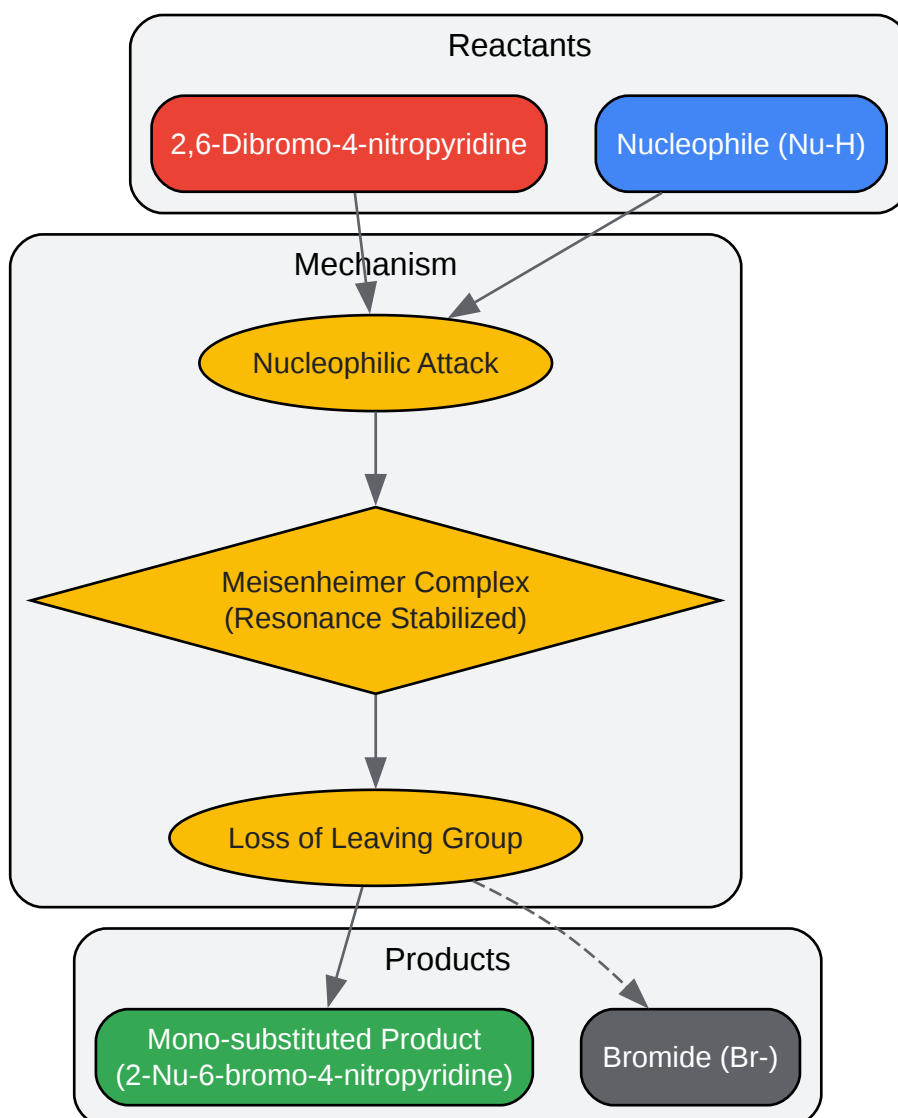 Reactants
2,6-Dibromo-4-nitropyridine
Nucleophile (Nu-H)
Mechanism
Nucleophilic Attack
Meisenheimer Complex
(Resonance Stabilized)
Loss of Leaving Group
Products
Mono-substituted Product
(2-Nu-6-bromo-4-nitropyridine)
Bromide (Br-)